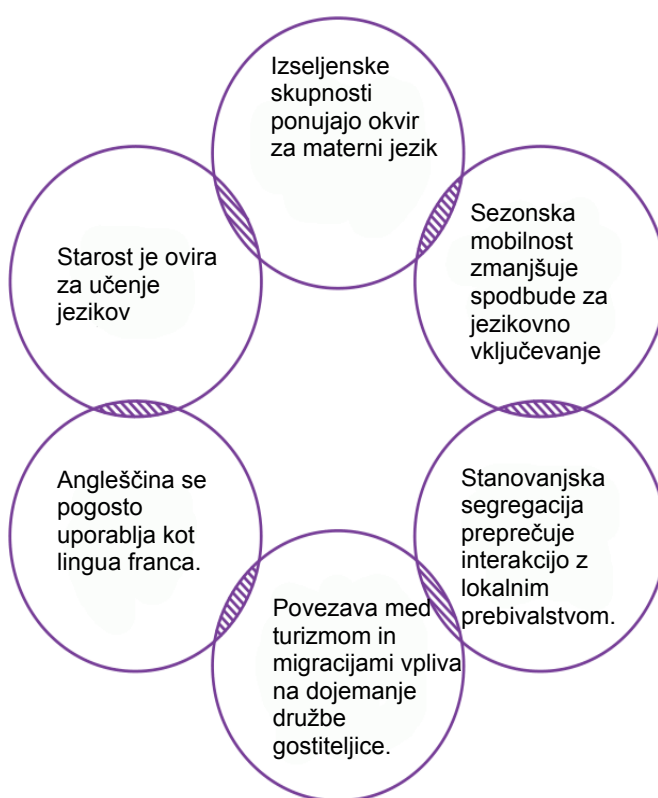 Izseljenske
skupnosti
ponujajo okvir
za materni jezik
Sezonska
mobilnost
zmanjšuje
spodbude za
jezikovno
vključevanje
Starost je ovira
za učenje
jezikov
Angleščina se
pogosto
uporablja kot
lingua franca.
Stanovanjska
segregacija
preprečuje
interakcijo z
lokalnim
prebivalstvom.
Povezava med
turizmom in
migracijami vpliva
na dojemanje
družbe
gostiteljice.